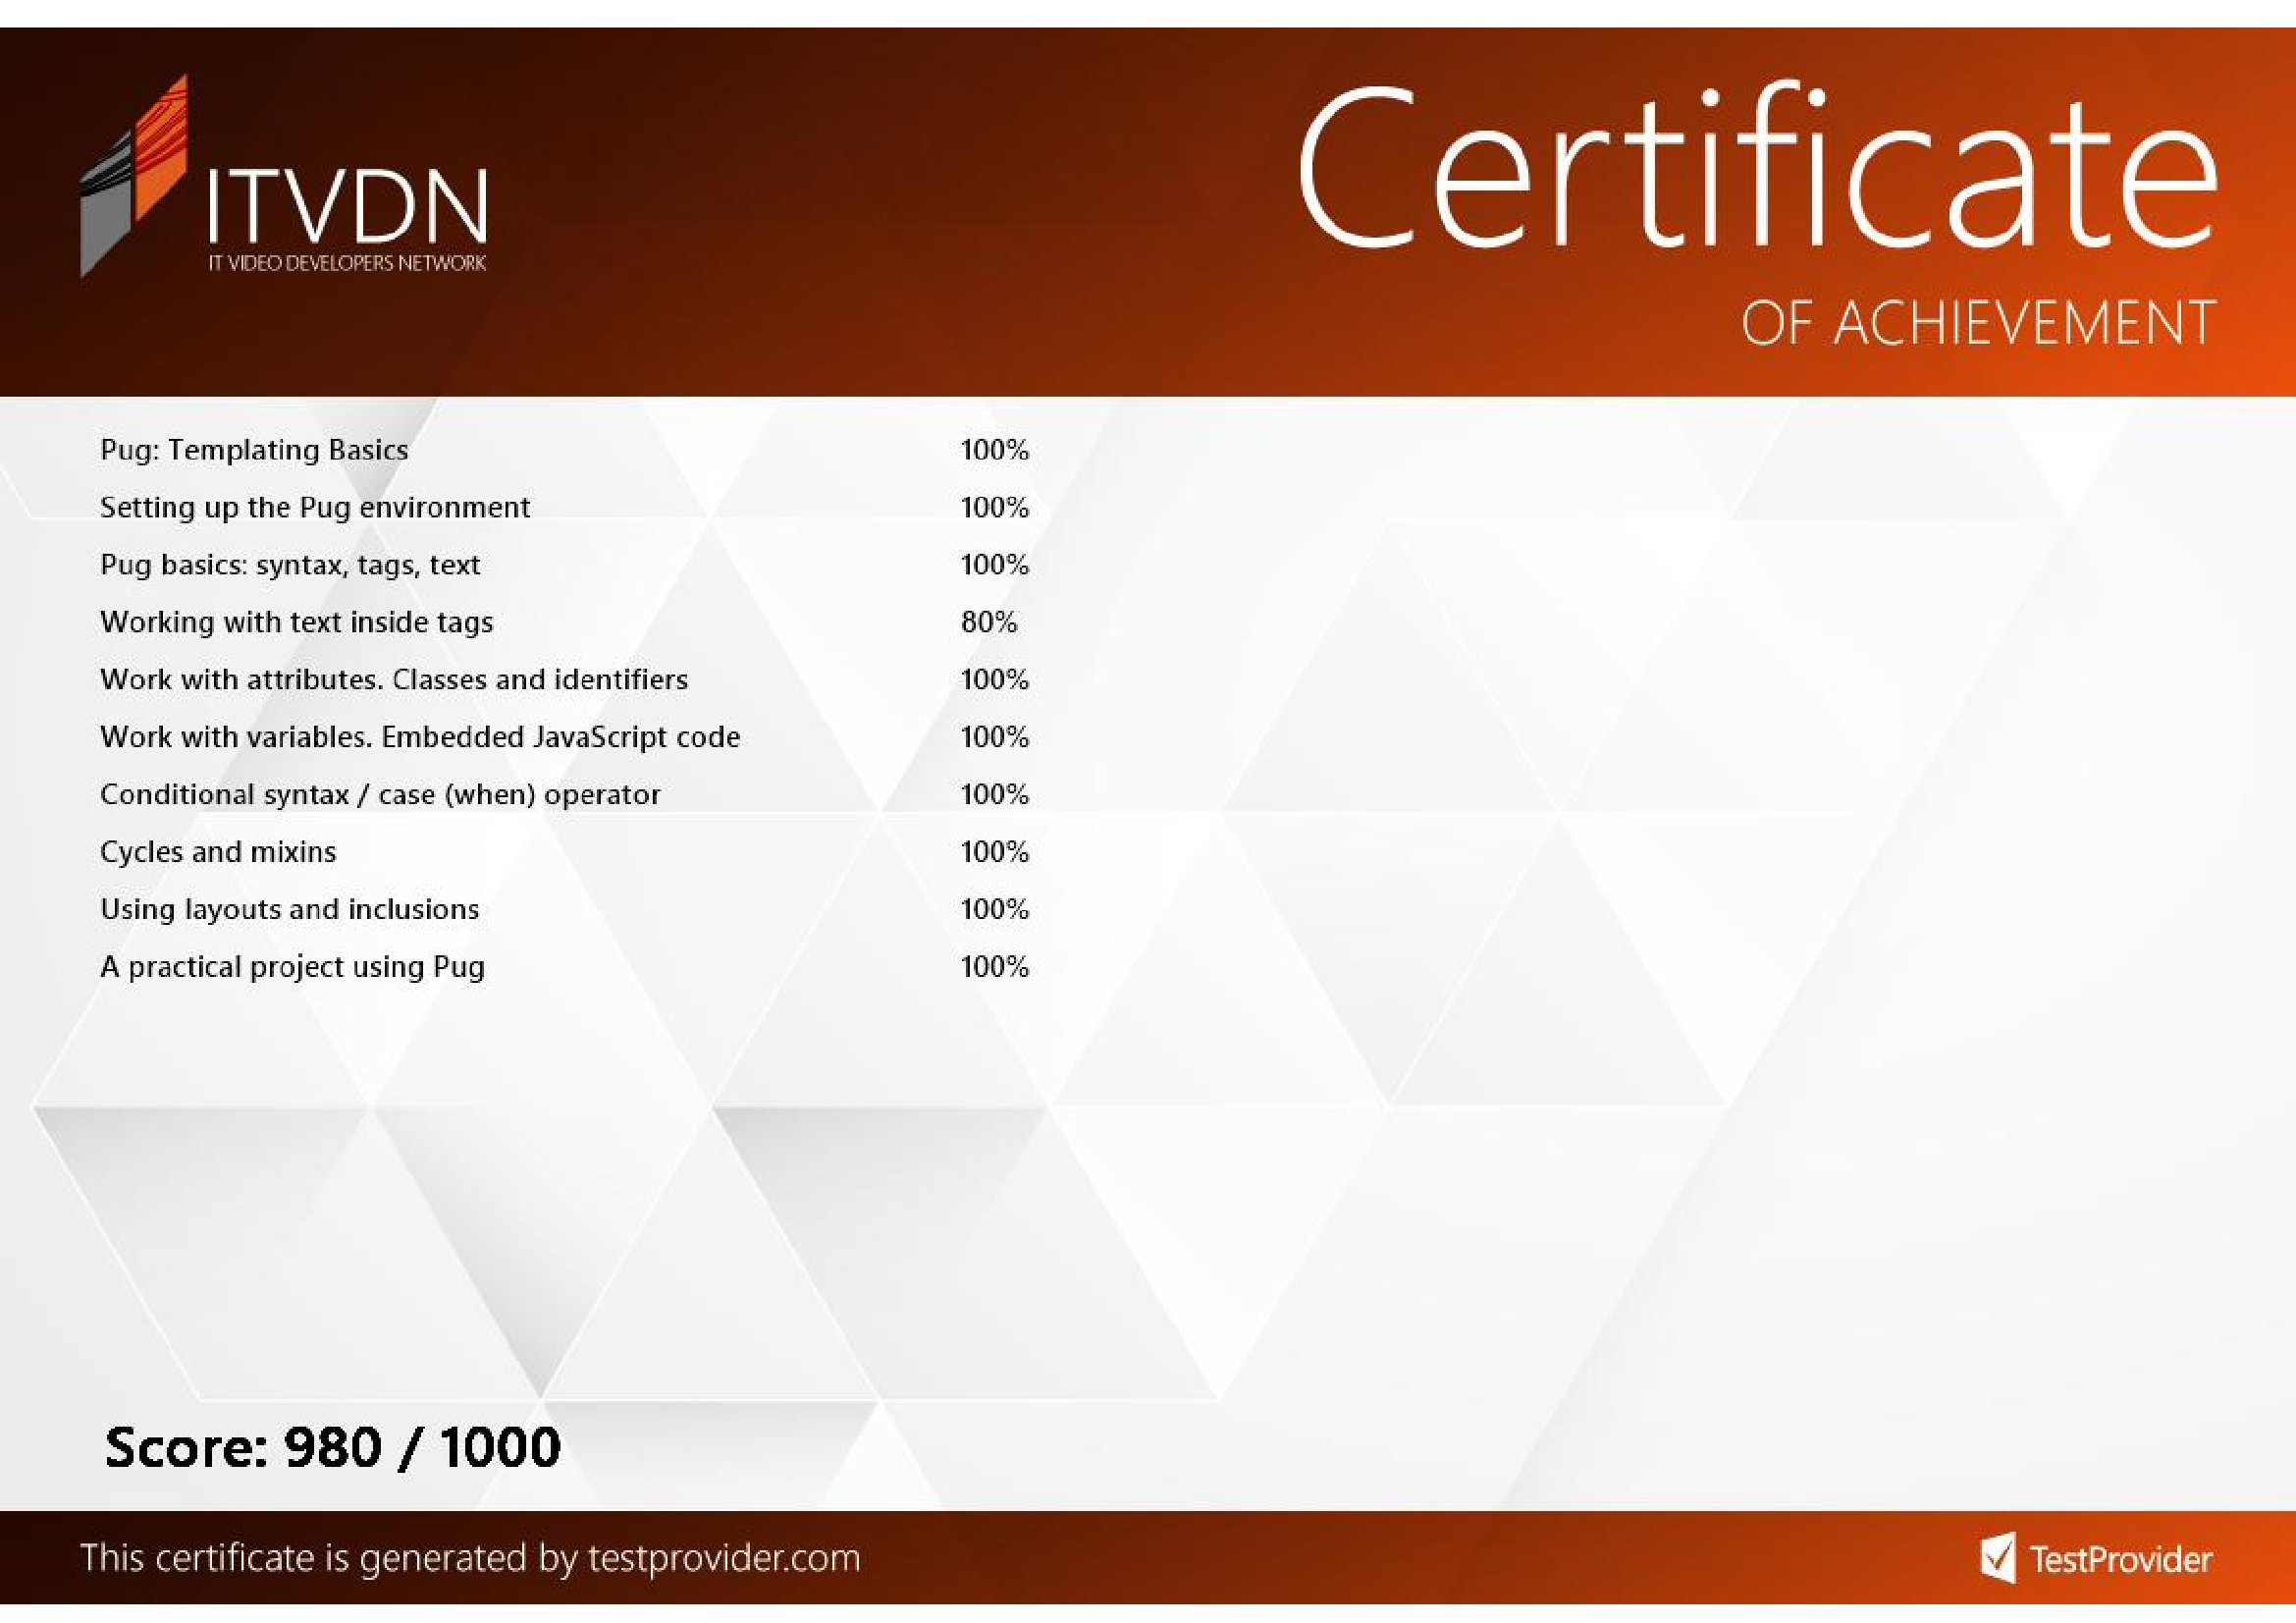 ITVDN
IT VIDEO DEVELOPERS NETWORK
Certificate
OF ACHIEVEMENT
Pug: Templating Basics 100%
Setting up the Pug environment 100%
Pug basics: syntax, tags, text 100%
Working with text inside tags 80%
Work with attributes. Classes and identifiers 100%
Work with variables. Embedded JavaScript code 100%
Conditional syntax / case (when) operator 100%
Cycles and mixins 100%
Using layouts and inclusions 100%
A practical project using Pug 100%
Score: 980 / 1000
This certificate is generated by testprovider.com
TestProvider